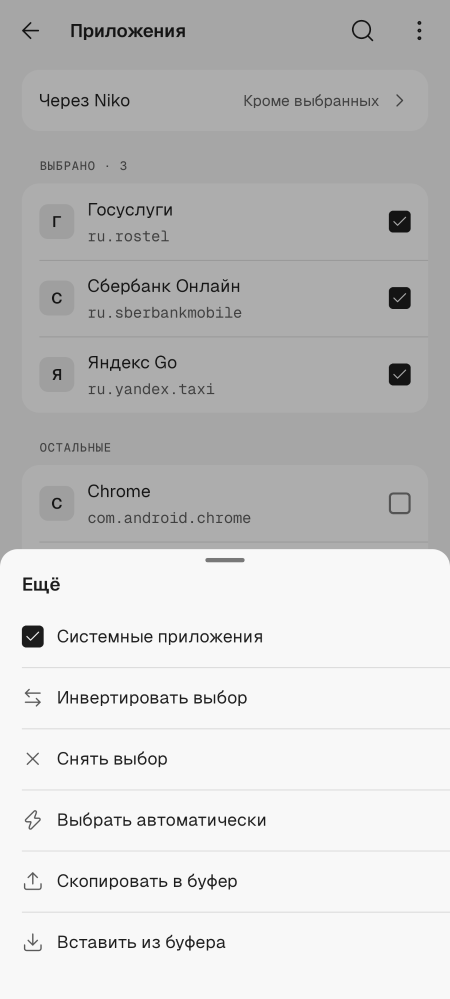 Приложения
Через Niko
Кроме выбранных
ВЫБРАНО · 3
Г
Госуслуги
ru.rostel
С
Сбербанк Онлайн
ru.sberbankmobile
Я
Яндекс Go
ru.yandex.taxi
ОСТАЛЬНЫЕ
C
Chrome
com.android.chrome
Ещё
Системные приложения
Инвертировать выбор
Снять выбор
Выбрать автоматически
Скопировать в буфер
Вставить из буфера